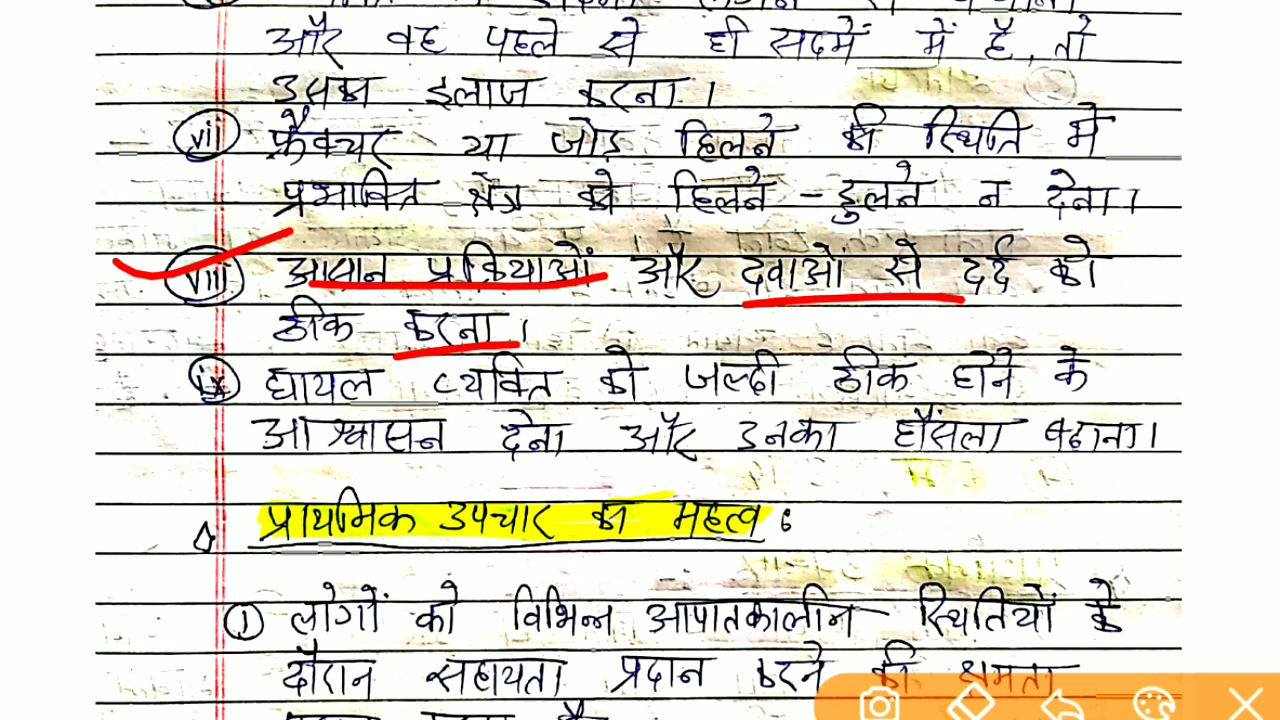 और वह पहले से ही सदमें में है, तो
उसका इलाज करना।
(vii) फ्रैक्चर या जोड़ हिलने की स्थिति में
प्रभावित क्षेत्र को हिलने - डुलने न देना।
(viii) आसान प्रक्रियाओं और दवाओं से दर्द को
ठीक करना।
(ix) घायल व्यक्ति को जल्दी ठीक होने के
आश्वासन देना और उनका हौंसला बढ़ाना।
प्राथमिक उपचार का महत्व :
(1) लोगों को विभिन्न आपातकालीन स्थितियों के
दौरान सहायता प्रदान करने की क्षमता